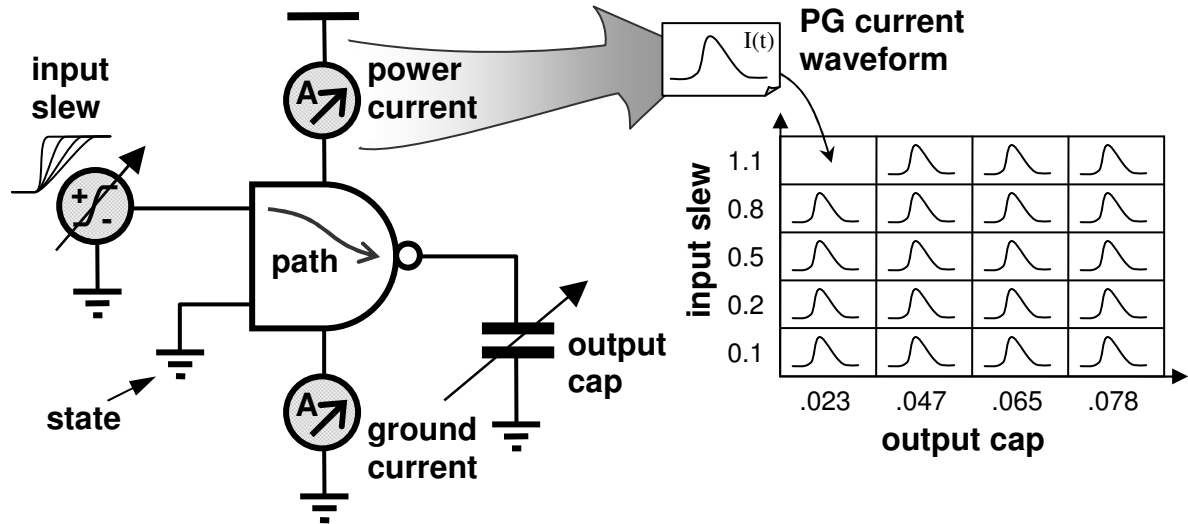 input
slew
+
-
A
power
current
path
state
A
ground
current
output
cap
I(t)
PG current
waveform
input slew
1.1
0.8
0.5
0.2
0.1
.023 .047 .065 .078
output cap